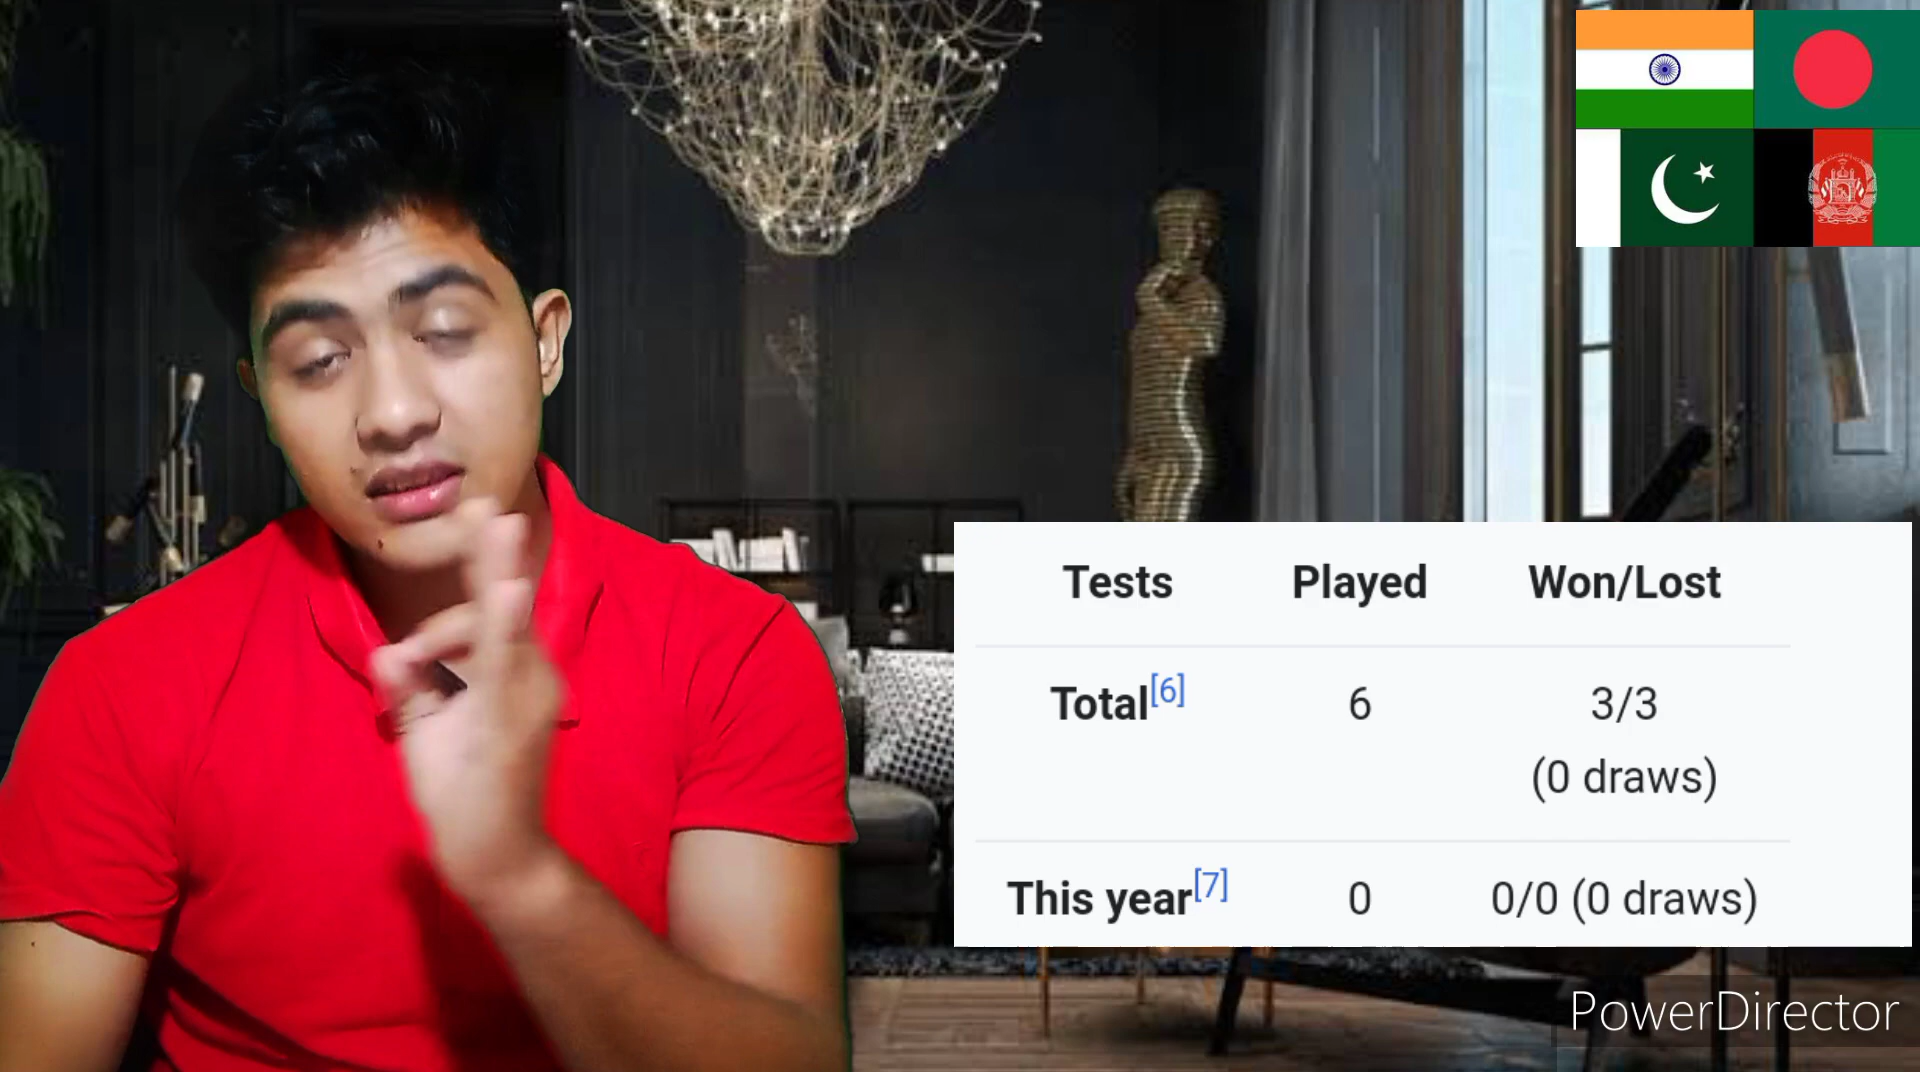 Tests Played Won/Lost
Total[6] 6 3/3
(0 draws)
This year[7] 0 0/0 (0 draws)
PowerDirector